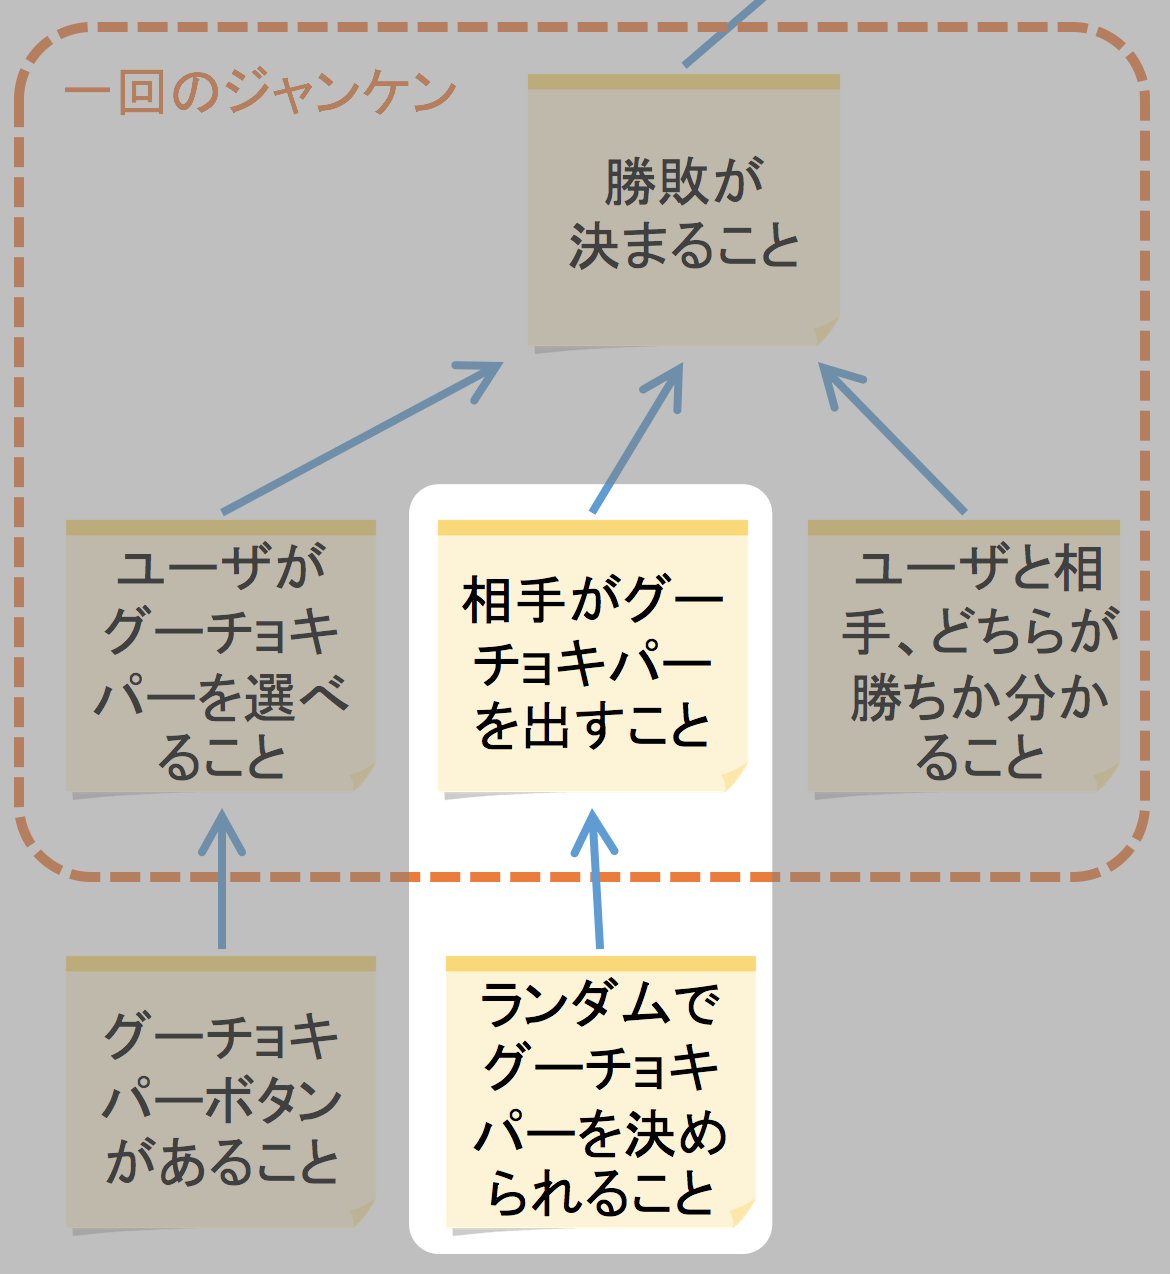 一回のジャンケン
勝敗が
決まること
ユーザが
グーチョキ
パーを選べ
ること
相手がグー
チョキパー
を出すこと
ユーザと相
手、どちらが
勝ちか分か
ること
グーチョキ
パーボタン
があること
ランダムで
グーチョキ
パーを決め
られること